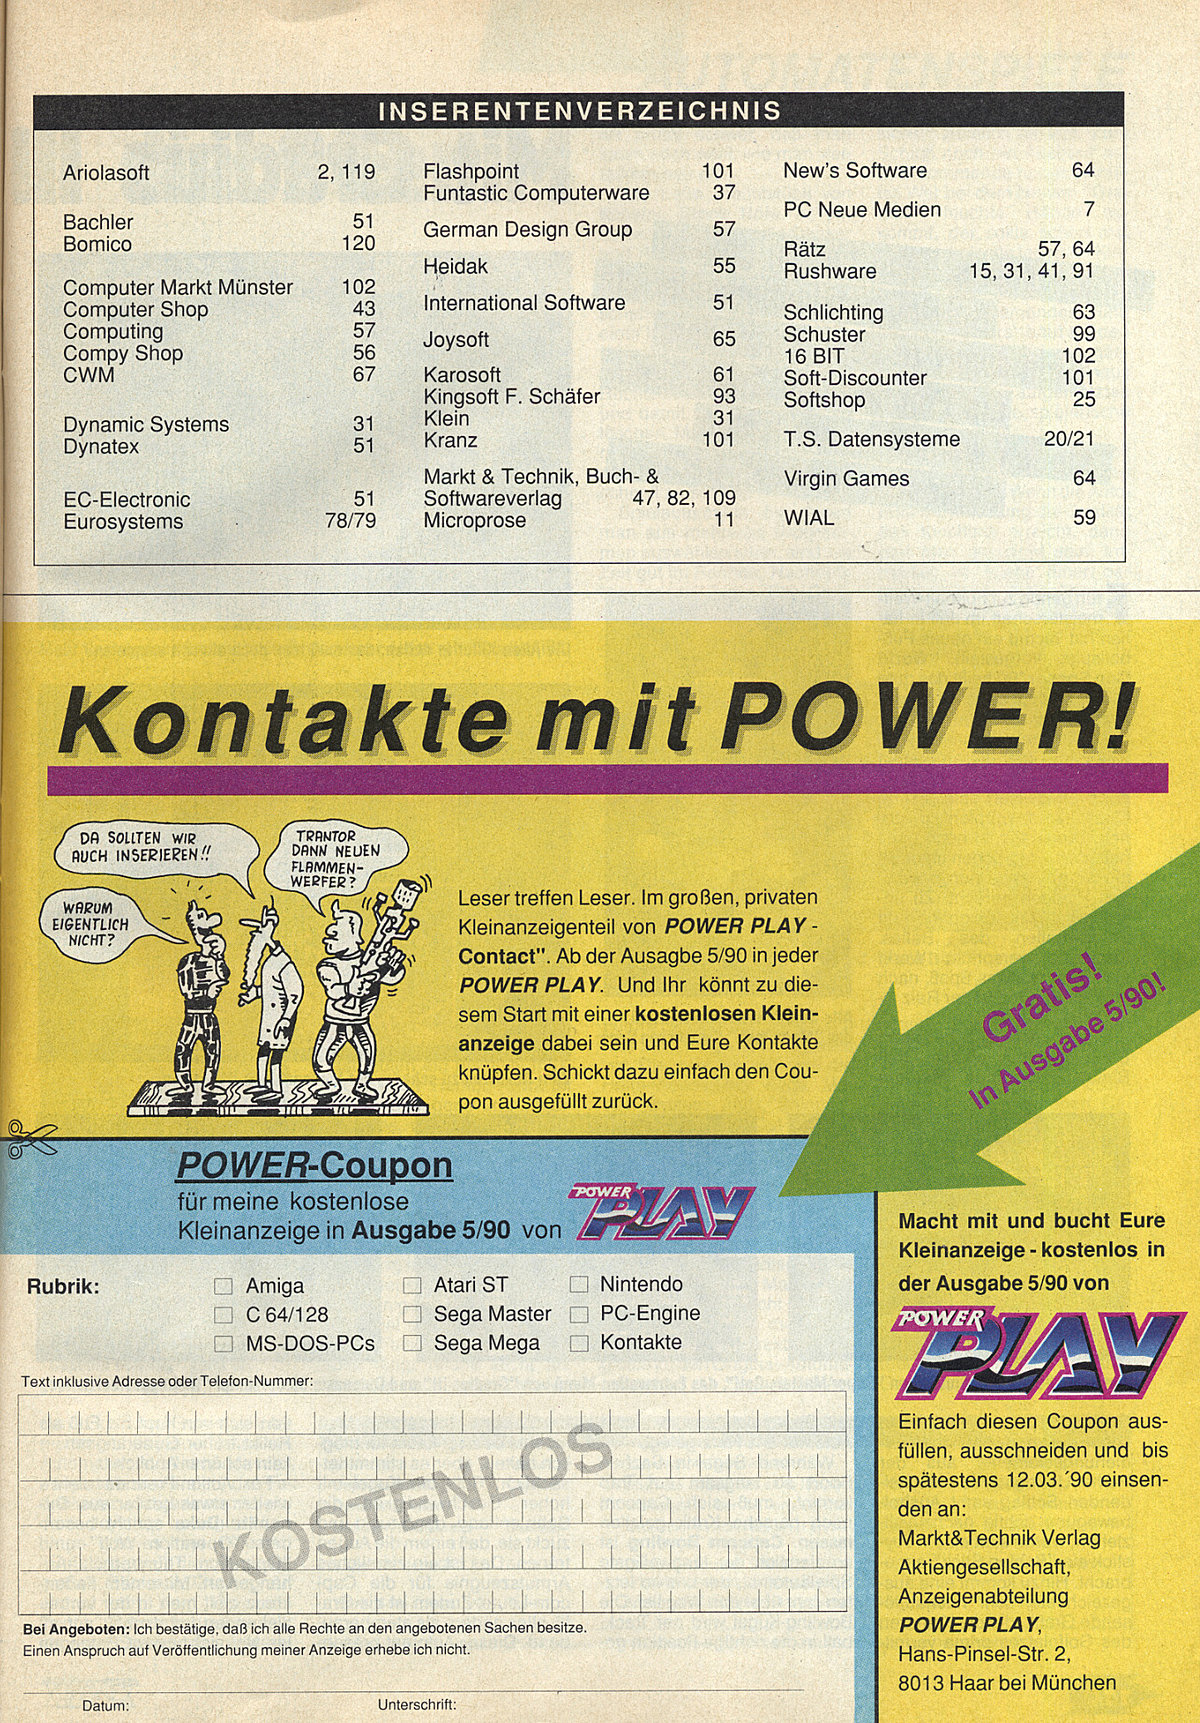 INSERENTENVERZEICHNIS
Ariolasoft 2, 119
Bachler 51
Bomico 120
Computer Markt Münster 102
Computer Shop 43
Computing 57
Compy Shop 56
CWM 67
Dynamic Systems 31
Dynatex 51
EC-Electronic 51
Eurosystems 78/79
Flashpoint 101
Funtastic Computerware 37
German Design Group 57
Heidak 55
International Software 51
Joysoft 65
Karosoft 61
Kingsoft F. Schäfer 93
Klein 31
Kranz 101
Markt & Technik, Buch- &
Softwareverlag 47, 82, 109
Microprose 11
New's Software 64
PC Neue Medien 7
Rätz 57, 64
Rushware 15, 31, 41, 91
Schlichting 63
Schuster 99
16 BIT 102
Soft-Discounter 101
Softshop 25
T.S. Datensysteme 20/21
Virgin Games 64
WIAL 59
Kontakte mit POWER!
DA SOLLTEN WIR
AUCH INSERIEREN!!
TRANTOR
DANN NEUEN
FLAMMEN-
WERFER?
WARUM
EIGENTLICH
NICHT?
Leser treffen Leser. Im großen, privaten
Kleinanzeigenteil von POWER PLAY -
Contact". Ab der Ausagbe 5/90 in jeder
POWER PLAY. Und Ihr könnt zu die-
sem Start mit einer kostenlosen Klein-
anzeige dabei sein und Eure Kontakte
knüpfen. Schickt dazu einfach den Cou-
pon ausgefüllt zurück.
Gratis!
In Ausgabe 5/90!
POWER-Coupon
für meine kostenlose
Kleinanzeige in Ausgabe 5/90 von
POWER
PLAY
Rubrik:
Amiga
Atari ST
Nintendo
C 64/128
Sega Master
PC-Engine
MS-DOS-PCs
Sega Mega
Kontakte
Text inklusive Adresse oder Telefon-Nummer:
KOSTENLOS
Bei Angeboten: Ich bestätige, daß ich alle Rechte an den angebotenen Sachen besitze.
Einen Anspruch auf Veröffentlichung meiner Anzeige erhebe ich nicht.
Datum: Unterschrift:
Macht mit und bucht Eure
Kleinanzeige - kostenlos in
der Ausgabe 5/90 von
POWER
PLAY
Einfach diesen Coupon aus-
füllen, ausschneiden und bis
spätestens 12.03.´90 einsen-
den an:
Markt&Technik Verlag
Aktiengesellschaft,
Anzeigenabteilung
POWER PLAY,
Hans-Pinsel-Str. 2,
8013 Haar bei München